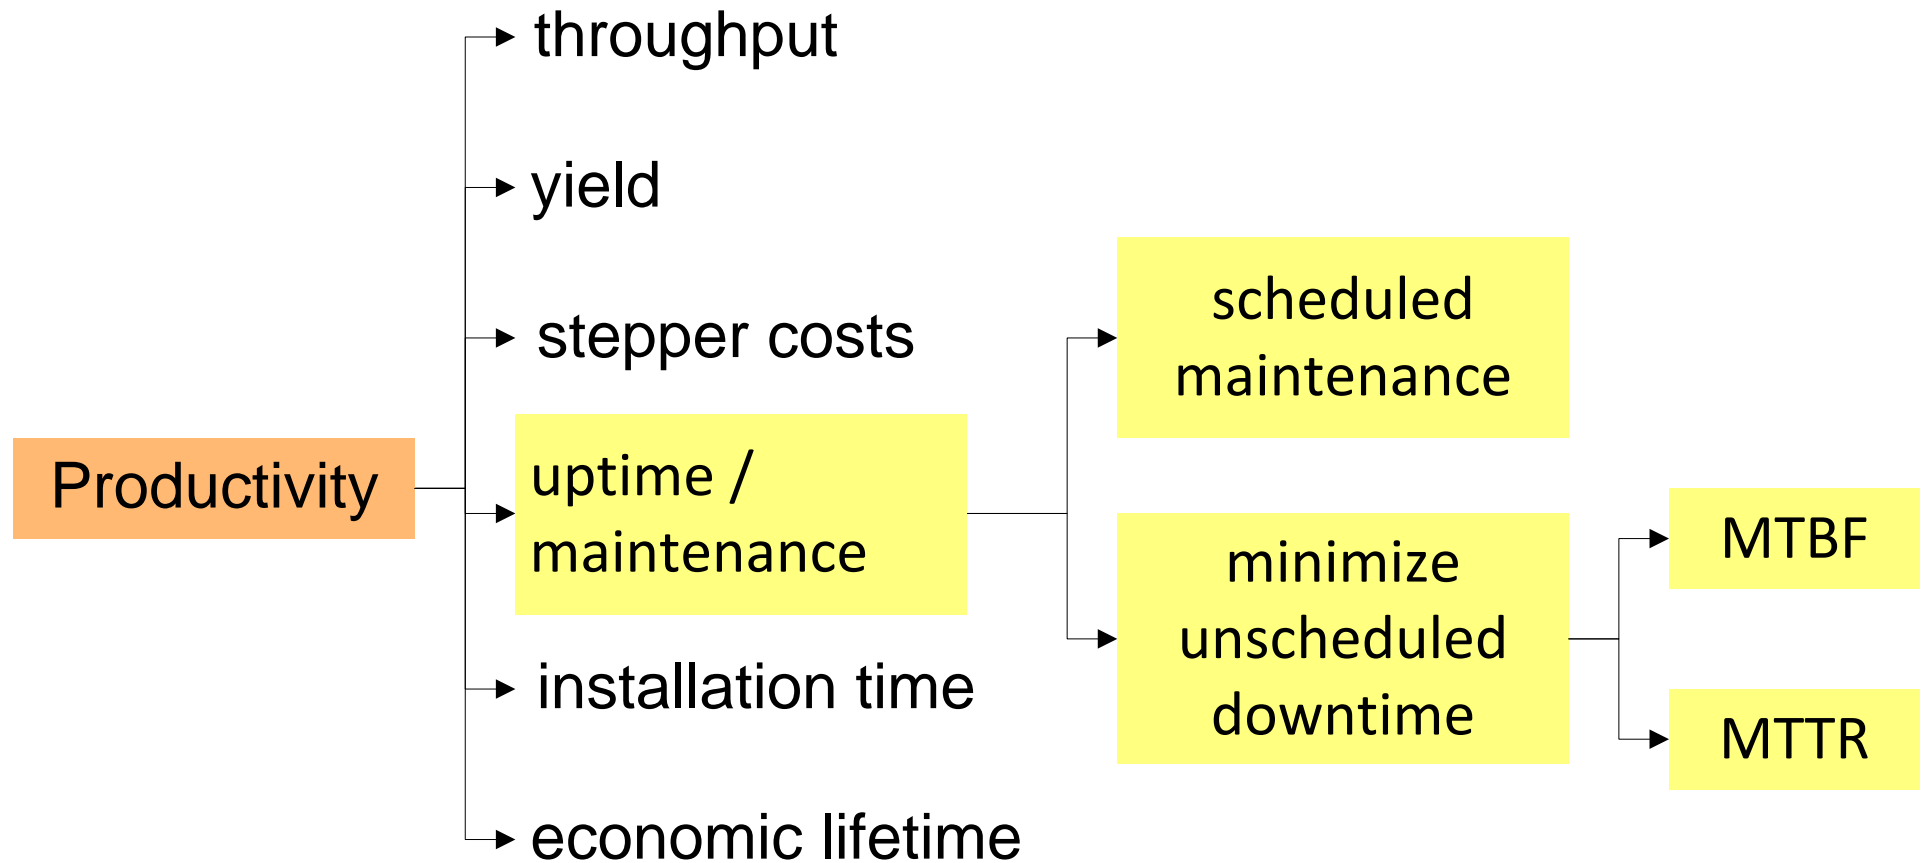 throughput
yield
stepper costs
Productivity
uptime /
maintenance
installation time
economic lifetime
scheduled
maintenance
minimize
unscheduled
downtime
MTBF
MTTR